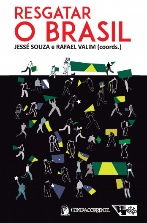 RESGATAR
O BRASIL
JESSÉ SOUZA e RAFAEL VALIM (coords.)
CONTRACORRENTE